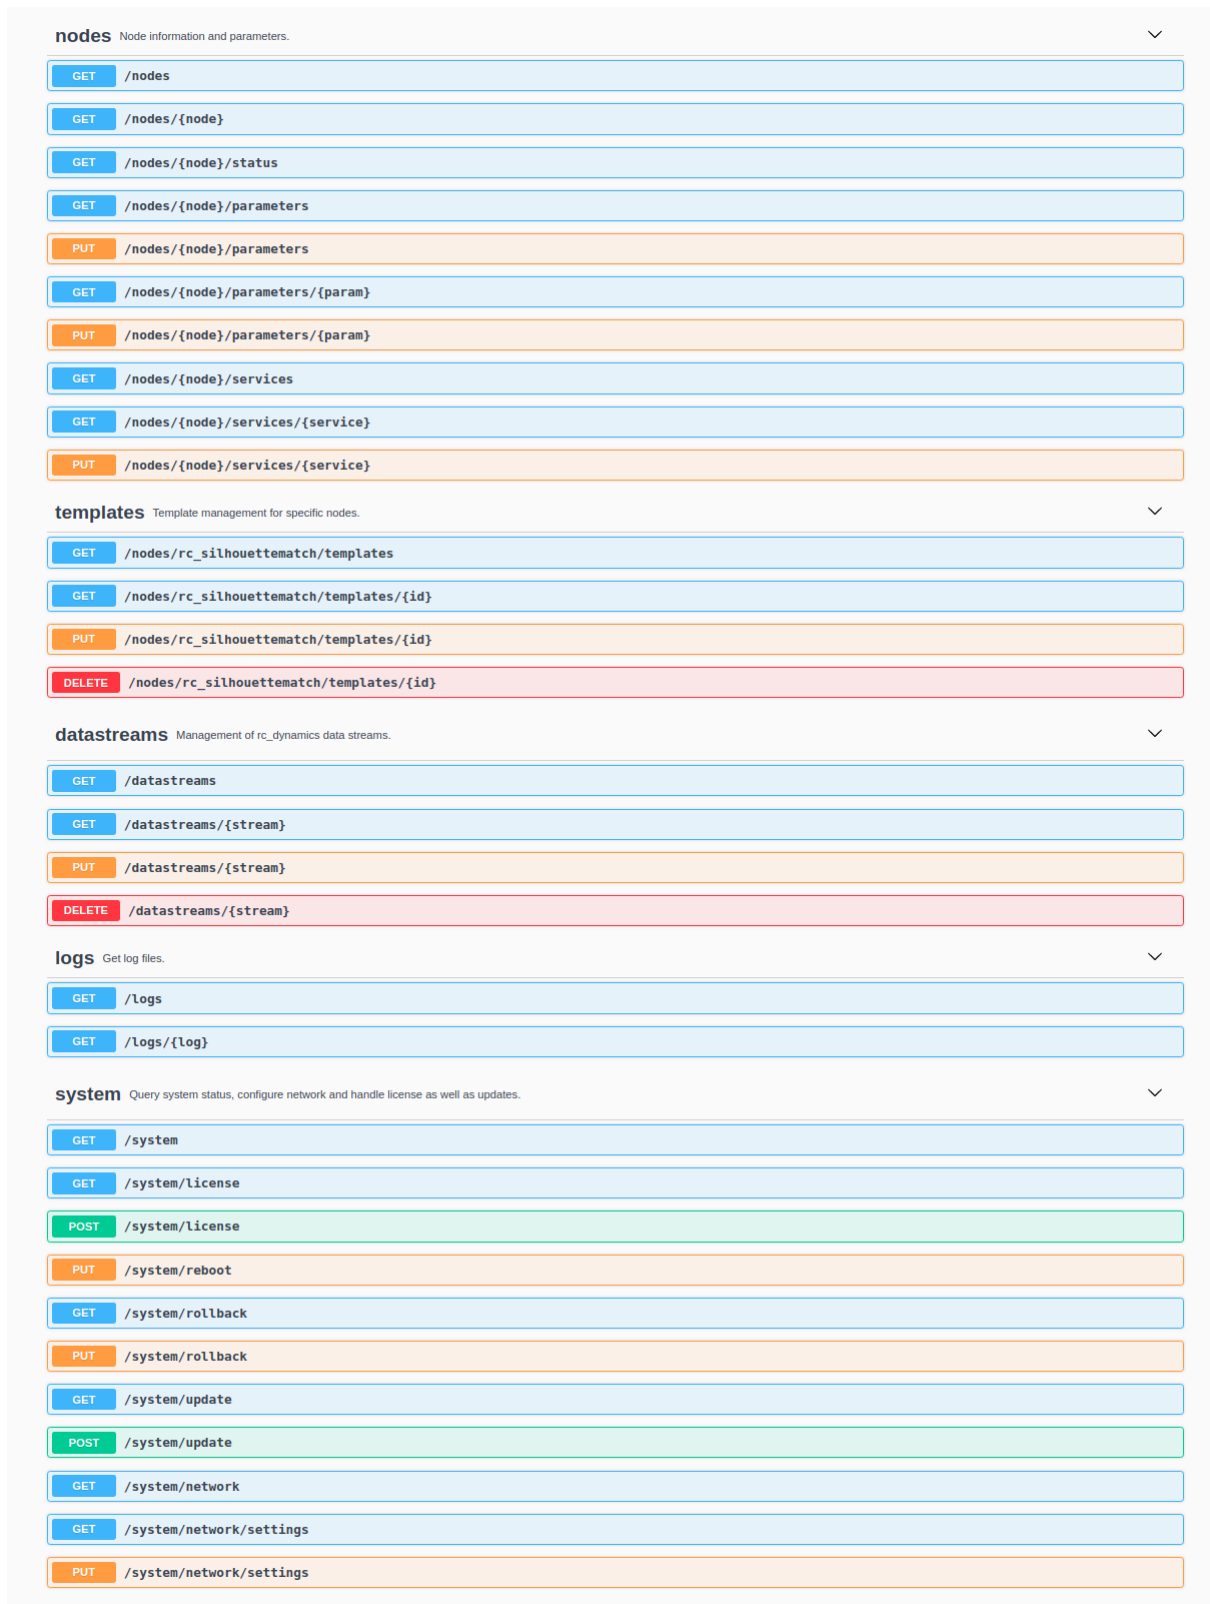 nodes Node information and parameters.
GET /nodes
GET /nodes/{node}
GET /nodes/{node}/status
GET /nodes/{node}/parameters
PUT /nodes/{node}/parameters
GET /nodes/{node}/parameters/{param}
PUT /nodes/{node}/parameters/{param}
GET /nodes/{node}/services
GET /nodes/{node}/services/{service}
PUT /nodes/{node}/services/{service}
templates Template management for specific nodes.
GET /nodes/rc_silhouettematch/templates
GET /nodes/rc_silhouettematch/templates/{id}
PUT /nodes/rc_silhouettematch/templates/{id}
DELETE /nodes/rc_silhouettematch/templates/{id}
datastreams Management of rc_dynamics data streams.
GET /datastreams
GET /datastreams/{stream}
PUT /datastreams/{stream}
DELETE /datastreams/{stream}
logs Get log files.
GET /logs
GET /logs/{log}
system Query system status, configure network and handle license as well as updates.
GET /system
GET /system/license
POST /system/license
PUT /system/reboot
GET /system/rollback
PUT /system/rollback
GET /system/update
POST /system/update
GET /system/network
GET /system/network/settings
PUT /system/network/settings